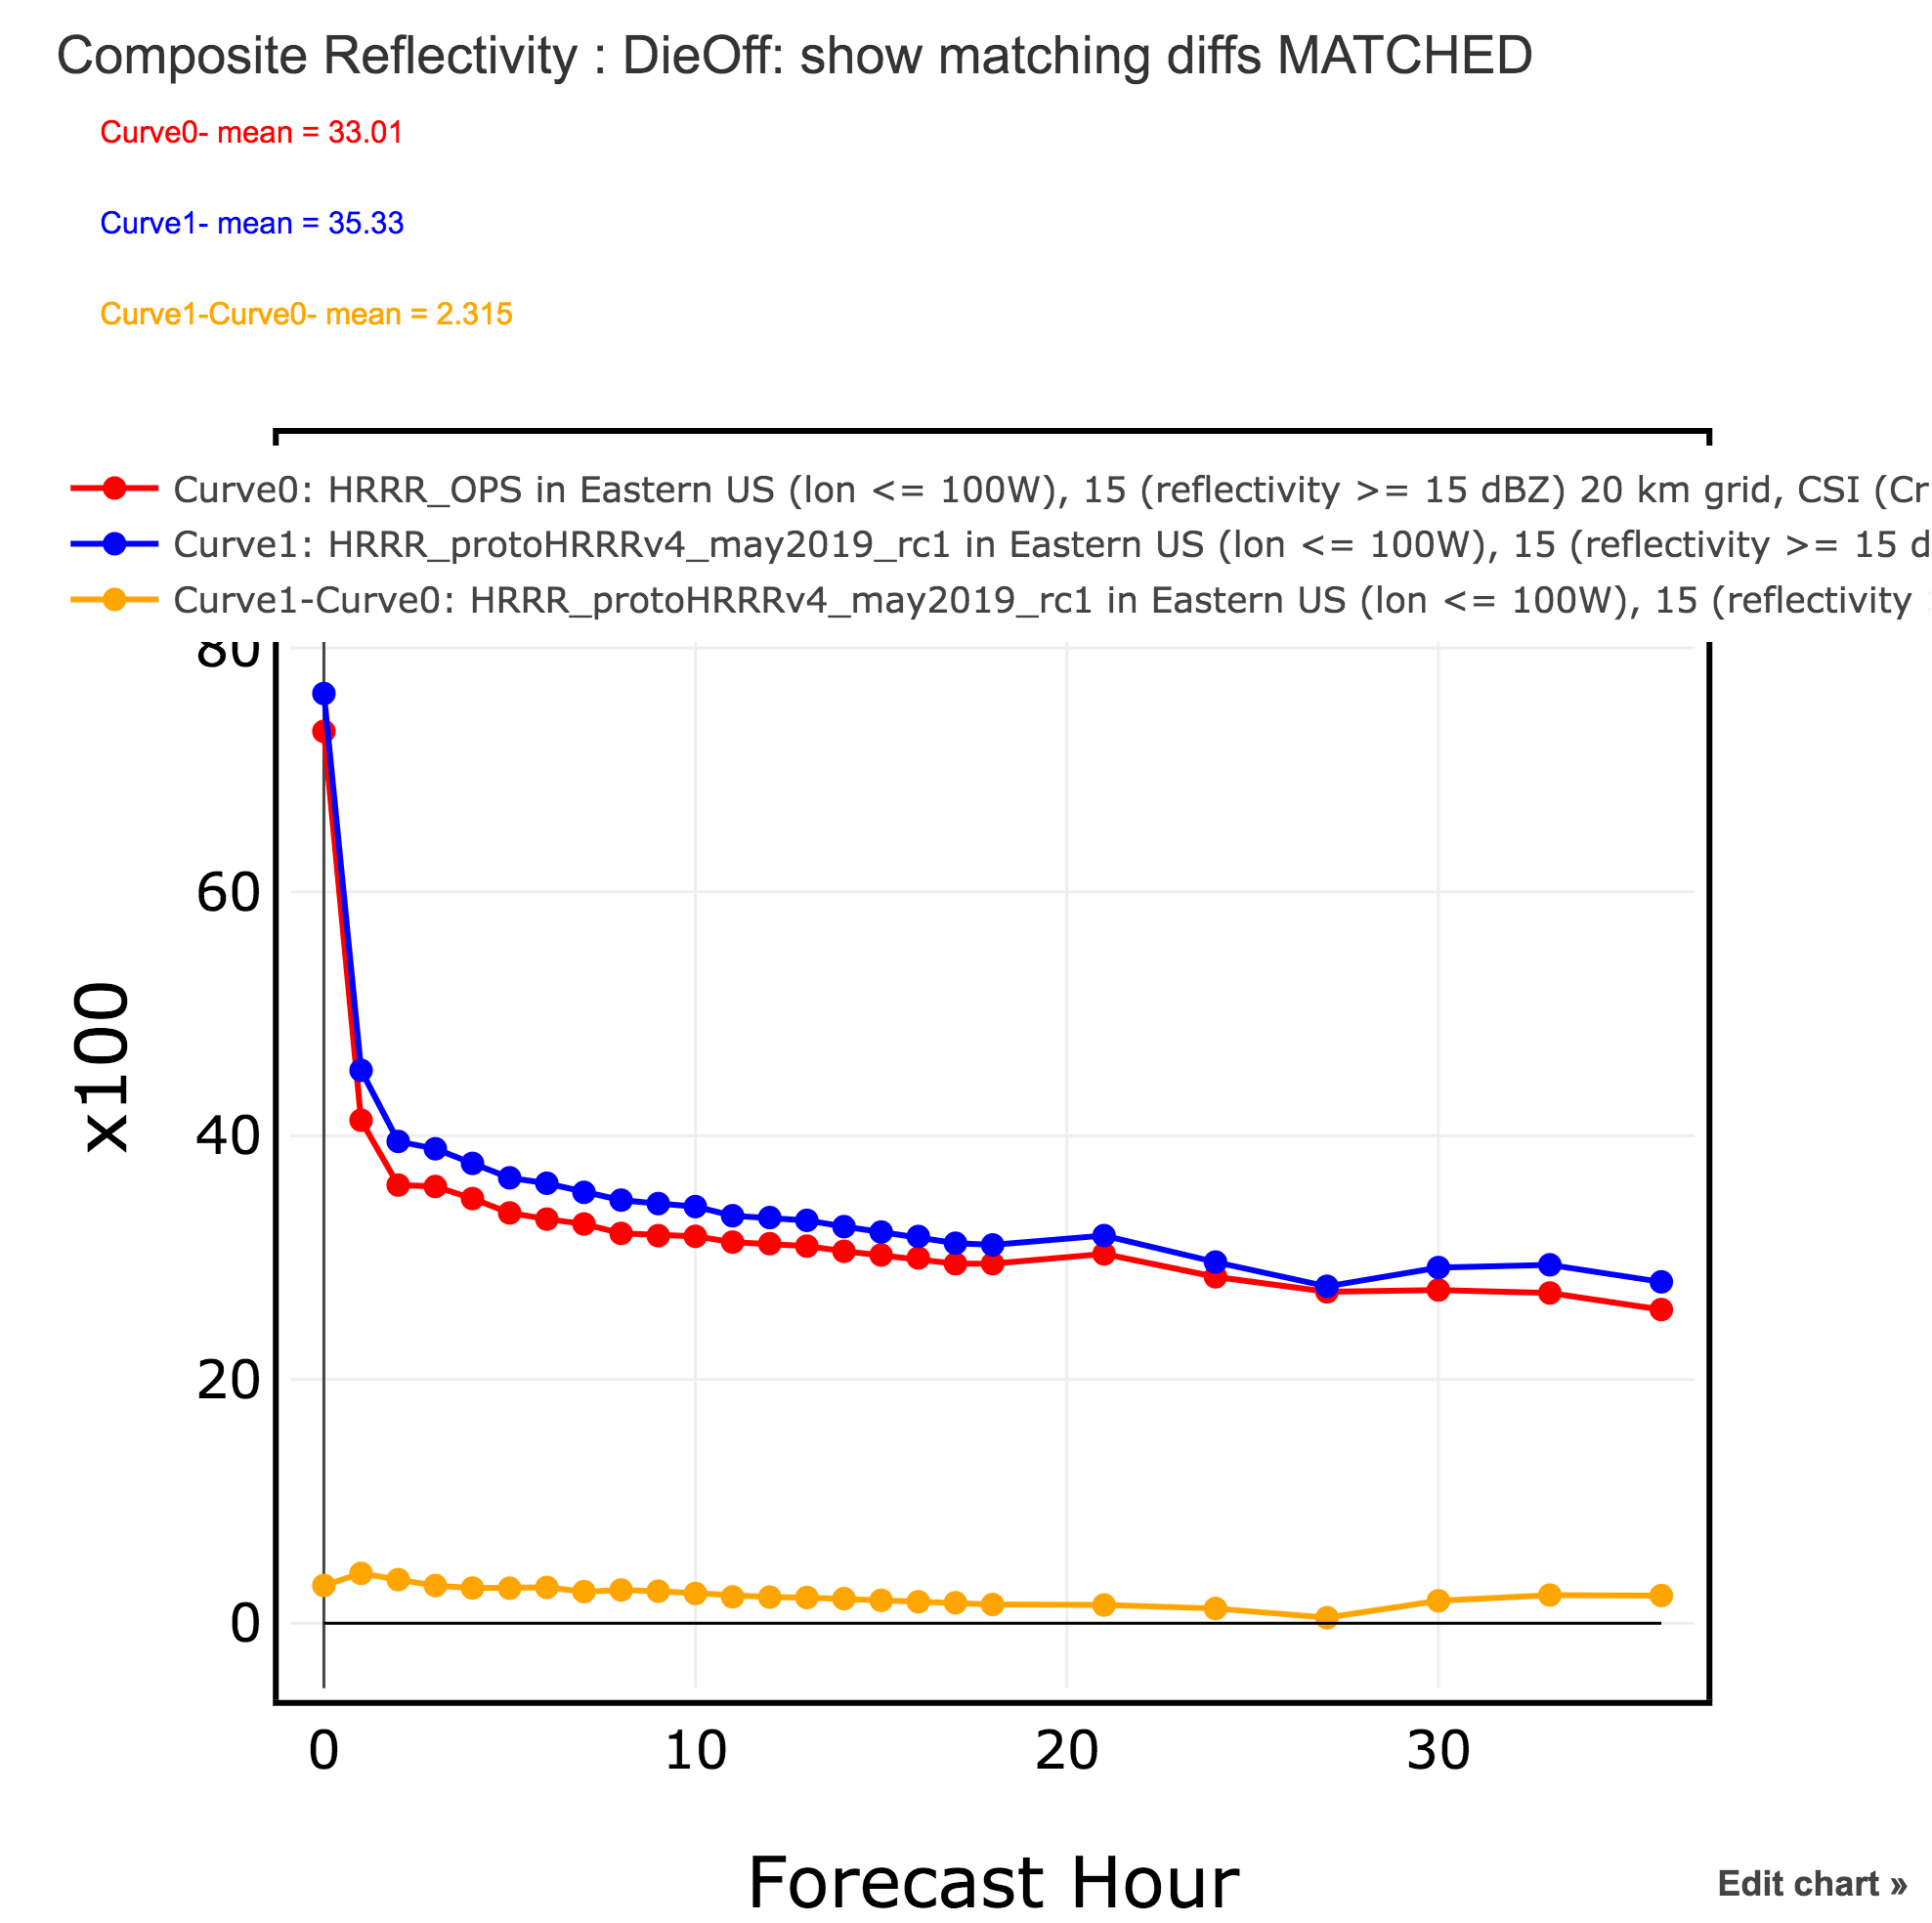 Composite Reflectivity : DieOff: show matching diffs MATCHED
Curve0- mean = 33.01
Curve1- mean = 35.33
Curve1-Curve0- mean = 2.315
Curve0: HRRR_OPS in Eastern US (lon <= 100W), 15 (reflectivity >= 15 dBZ) 20 km grid, CSI (Cr
Curve1: HRRR_protoHRRRv4_may2019_rc1 in Eastern US (lon <= 100W), 15 (reflectivity >= 15 d
Curve1-Curve0: HRRR_protoHRRRv4_may2019_rc1 in Eastern US (lon <= 100W), 15 (reflectivity
80
60
40
20
0
x100
0 10 20 30
Forecast Hour
Edit chart »